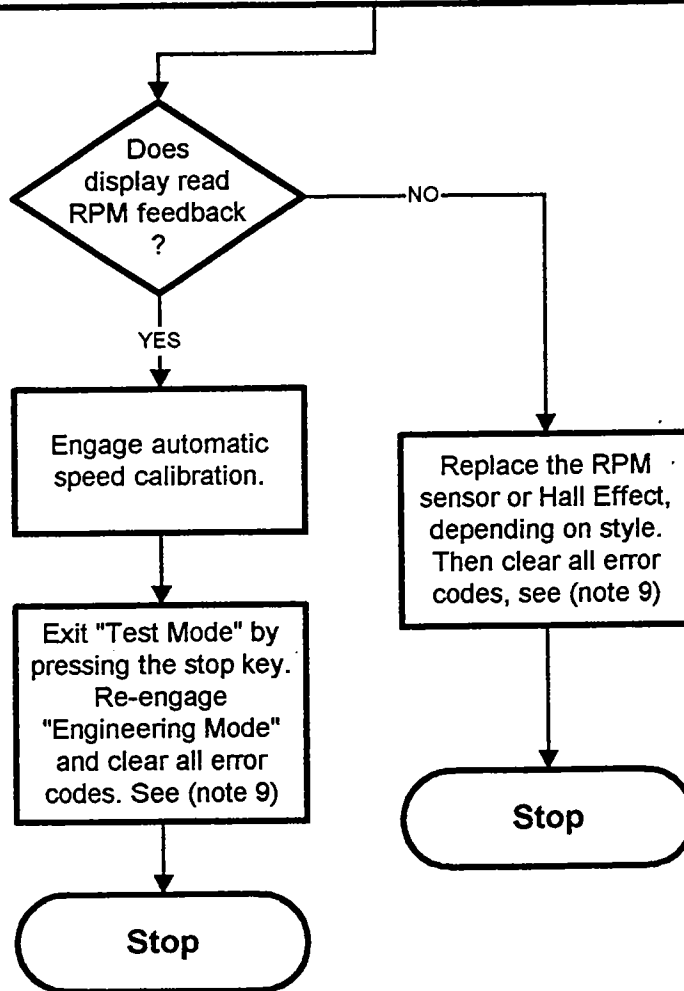 Does
display read
RPM feedback
?
NO
YES
Engage automatic
speed calibration.
Replace the RPM
sensor or Hall Effect,
depending on style.
Then clear all error
codes, see (note 9)
Exit "Test Mode" by
pressing the stop key.
Re-engage
"Engineering Mode"
and clear all error
codes. See (note 9)
Stop
Stop